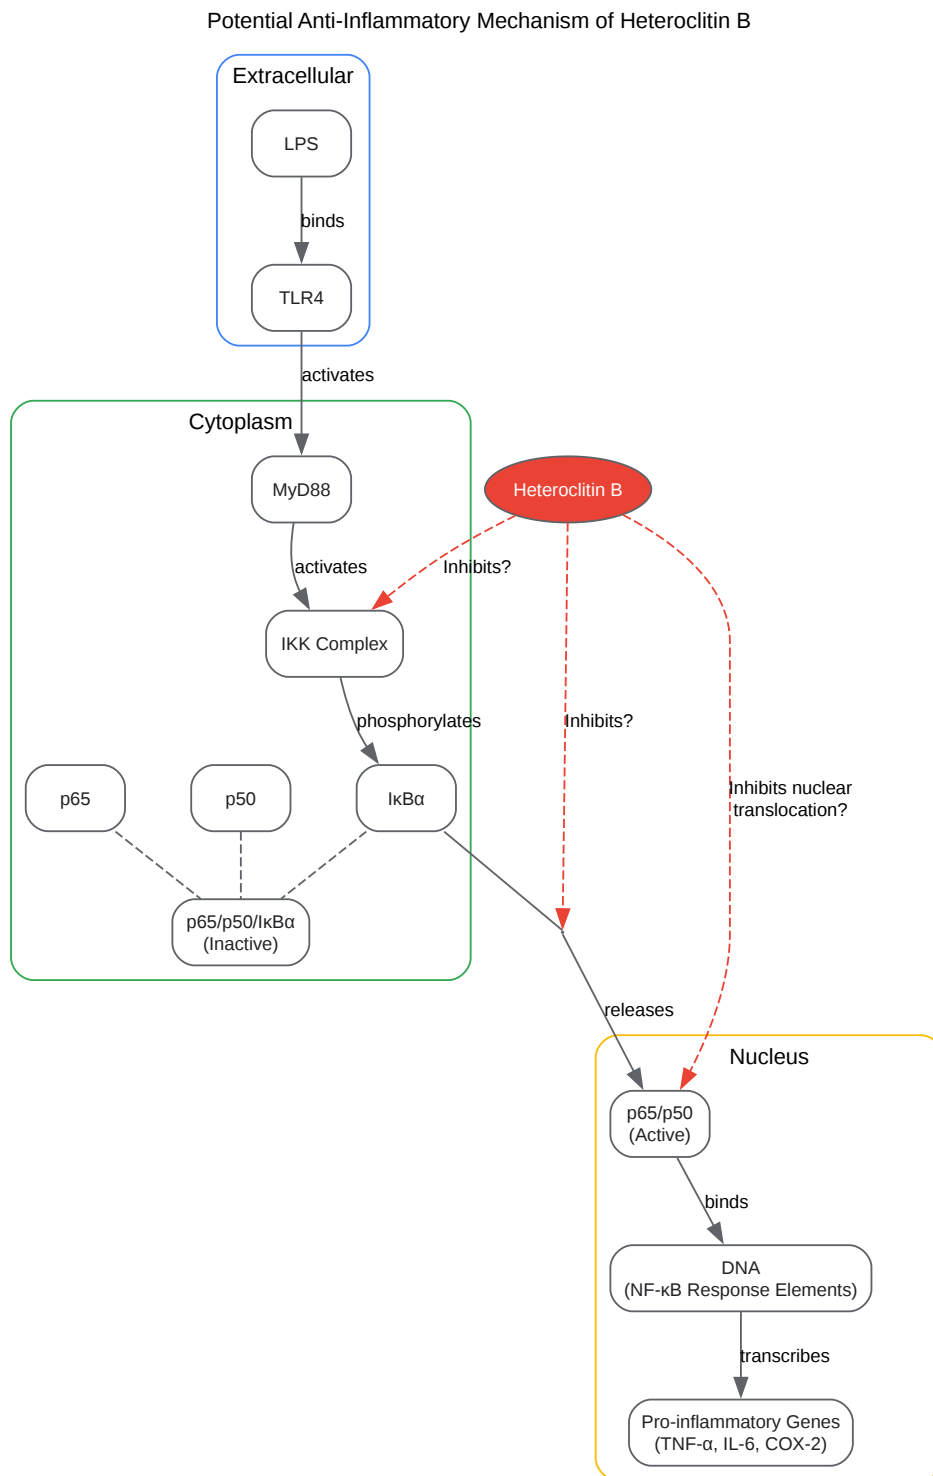 Potential Anti-Inflammatory Mechanism of Heteroclitin B
Extracellular
LPS
binds
TLR4
activates
Cytoplasm
MyD88
Heteroclitin B
activates
Inhibits?
IKK Complex
phosphorylates
Inhibits?
p65
p50
IκBα
Inhibits nuclear
translocation?
p65/p50/IκBα
(Inactive)
releases
Nucleus
p65/p50
(Active)
binds
DNA
(NF-κB Response Elements)
transcribes
Pro-inflammatory Genes
(TNF-α, IL-6, COX-2)